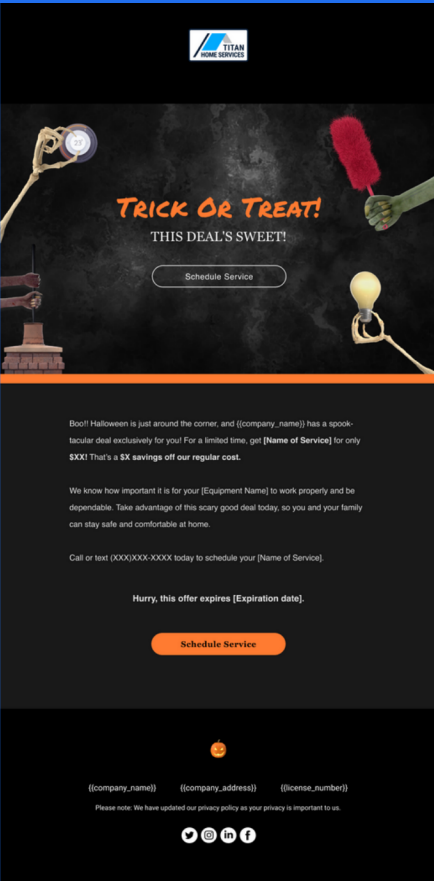 TITAN
HOME SERVICES
Trick Or Treat!
THIS DEAL'S SWEET!
Schedule Service
Boo!! Halloween is just around the corner, and {{company_name}} has a spook-
tacular deal exclusively for you! For a limited time, get [Name of Service] for only
$XX! That's a $X savings off our regular cost.
We know how important it is for your [Equipment Name] to work properly and be
dependable. Take advantage of this scary good deal today, so you and your family
can stay safe and comfortable at home.
Call or text (XXX)XXX-XXXX today to schedule your [Name of Service].
Hurry, this offer expires [Expiration date].
Schedule Service
{{company_name}} {{company_address}} {{license_number}}
Please note: We have updated our privacy policy as your privacy is important to us.